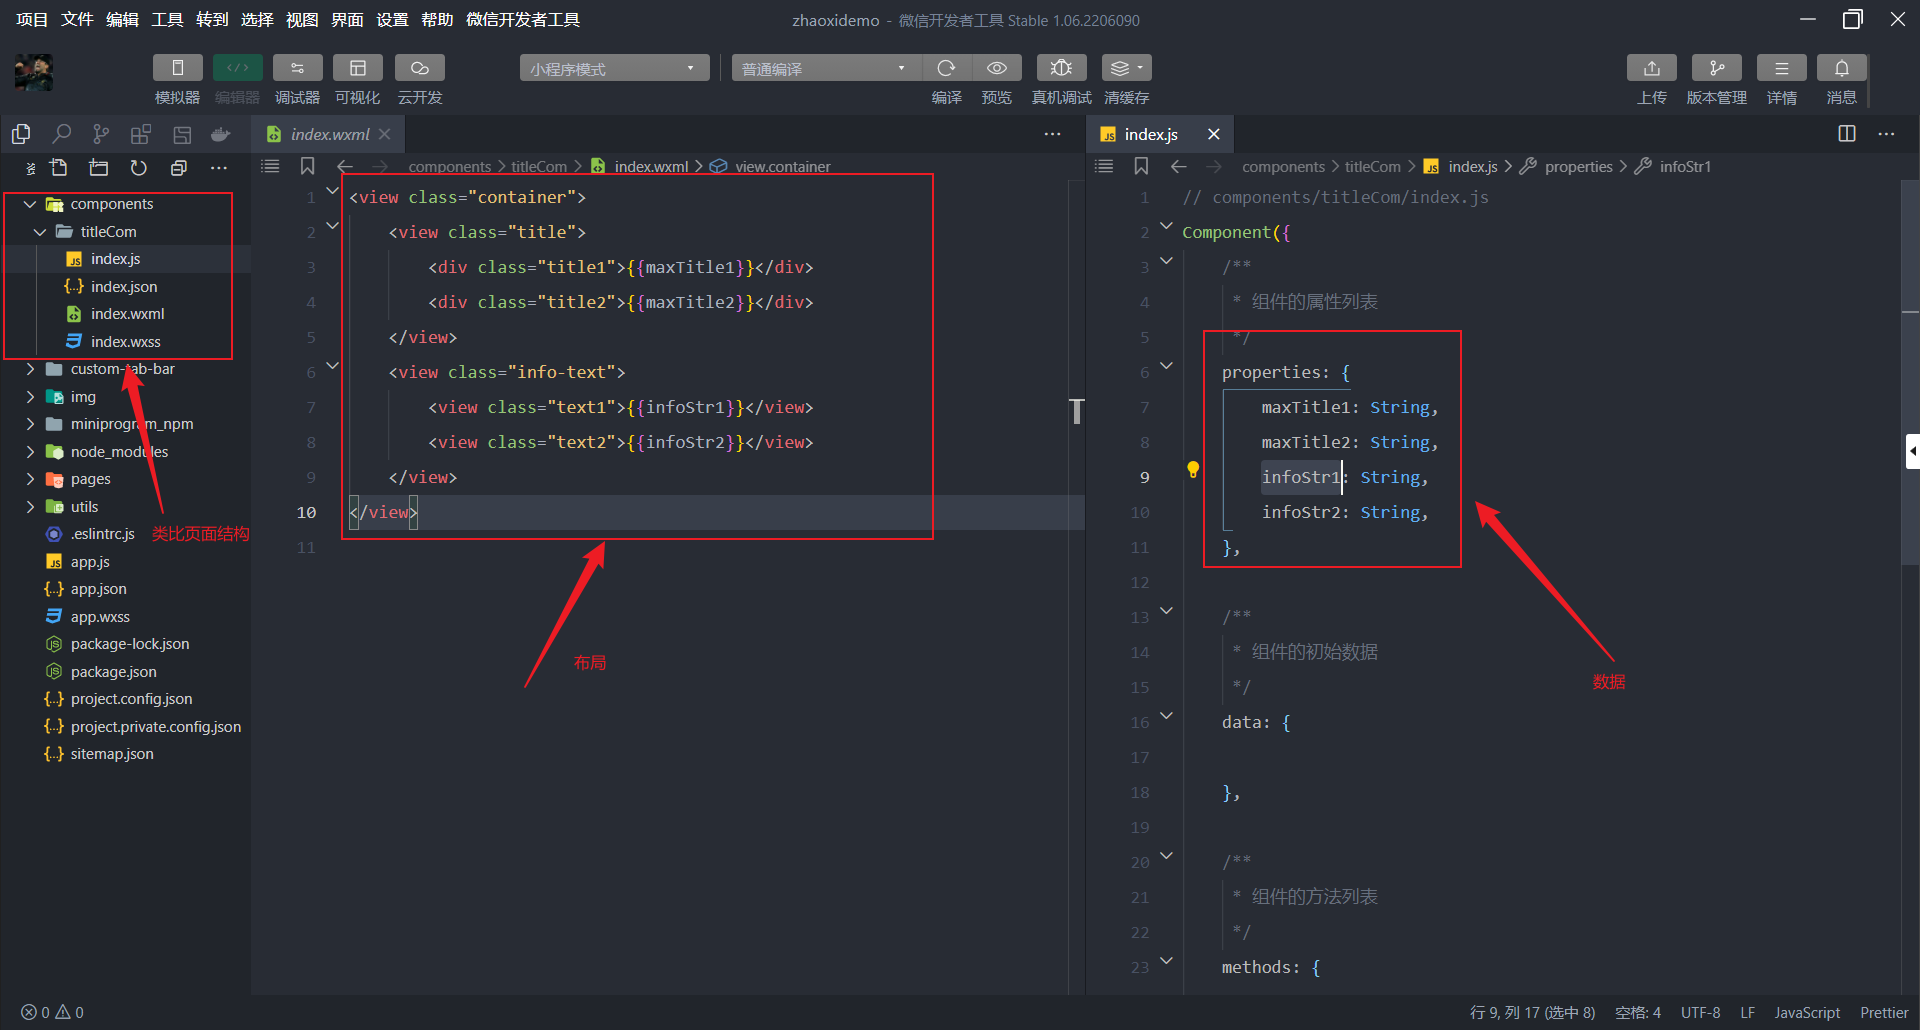 项目 文件 编辑 工具 转到 选择 视图 界面 设置 帮助 微信开发者工具
zhaoxidemo - 微信开发者工具 Stable 1.06.2206090
模拟器 编辑器 调试器 可视化 云开发
小程序模式 普通编译
编译 预览 真机调试 清缓存
上传 版本管理 详情 消息
components
titleCom
index.js
index.json
index.wxml
index.wxss
custom-tab-bar
img
miniprogram_npm
node_modules
pages
utils
.eslintrc.js
类比页面结构
app.js
app.json
app.wxss
package-lock.json
package.json
project.config.json
project.private.config.json
sitemap.json
index.wxml
components > titleCom > index.wxml > view.container
1 <view class="container">
2 <view class="title">
3 <div class="title1">{{maxTitle1}}</div>
4 <div class="title2">{{maxTitle2}}</div>
5 </view>
6 <view class="info-text">
7 <view class="text1">{{infoStr1}}</view>
8 <view class="text2">{{infoStr2}}</view>
9 </view>
10 </view>
11
布局
index.js
components > titleCom > index.js > properties > infoStr1
1 // components/titleCom/index.js
2 Component({
3 /**
4 * 组件的属性列表
5 */
6 properties: {
7 maxTitle1: String,
8 maxTitle2: String,
9 infoStr1: String,
10 infoStr2: String,
11 },
12
13 /**
14 * 组件的初始数据
15 */
16 data: {
17
18 },
19
20 /**
21 * 组件的方法列表
22 */
23 methods: {
数据
0 0
行 9, 列 17 (选中 8) 空格: 4 UTF-8 LF JavaScript Prettier